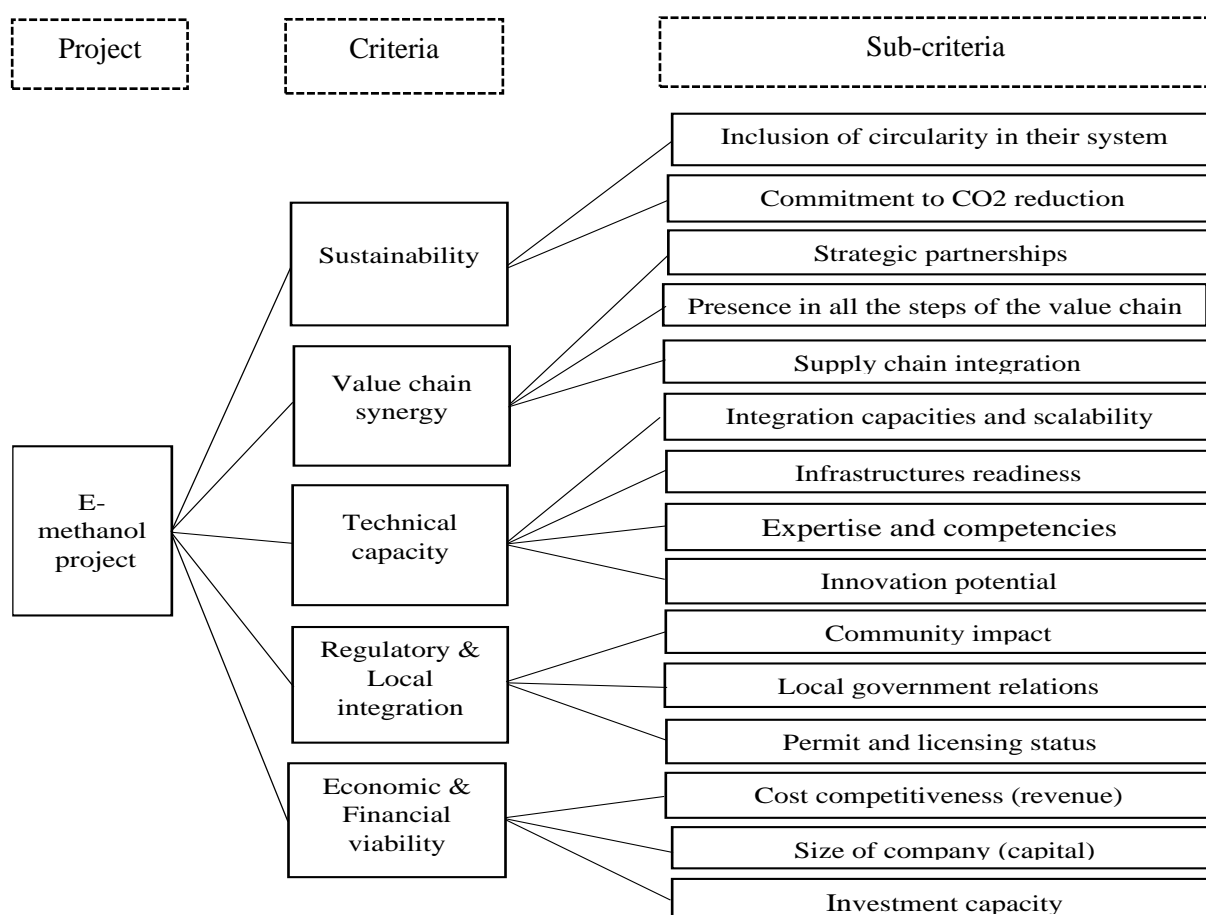 Project
Criteria
Sub-criteria
E-
methanol
project
Sustainability
Value chain
synergy
Technical
capacity
Regulatory &
Local
integration
Economic &
Financial
viability
Inclusion of circularity in their system
Commitment to CO2 reduction
Strategic partnerships
Presence in all the steps of the value chain
Supply chain integration
Integration capacities and scalability
Infrastructures readiness
Expertise and competencies
Innovation potential
Community impact
Local government relations
Permit and licensing status
Cost competitiveness (revenue)
Size of company (capital)
Investment capacity